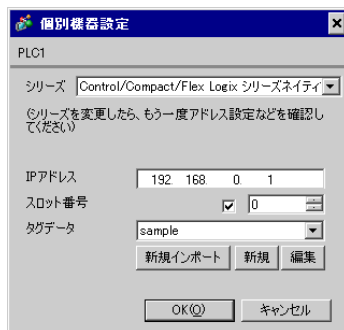 個別機器設定
PLC1
シリーズ Control/Compact/Flex Logix シリーズネイティ
(シリーズを変更したら、もう一度アドレス設定などを確認し
てください)
IPアドレス 192. 168. 0. 1
スロット番号 0
タグデータ sample
新規インポート 新規 編集
OK(O) キャンセル